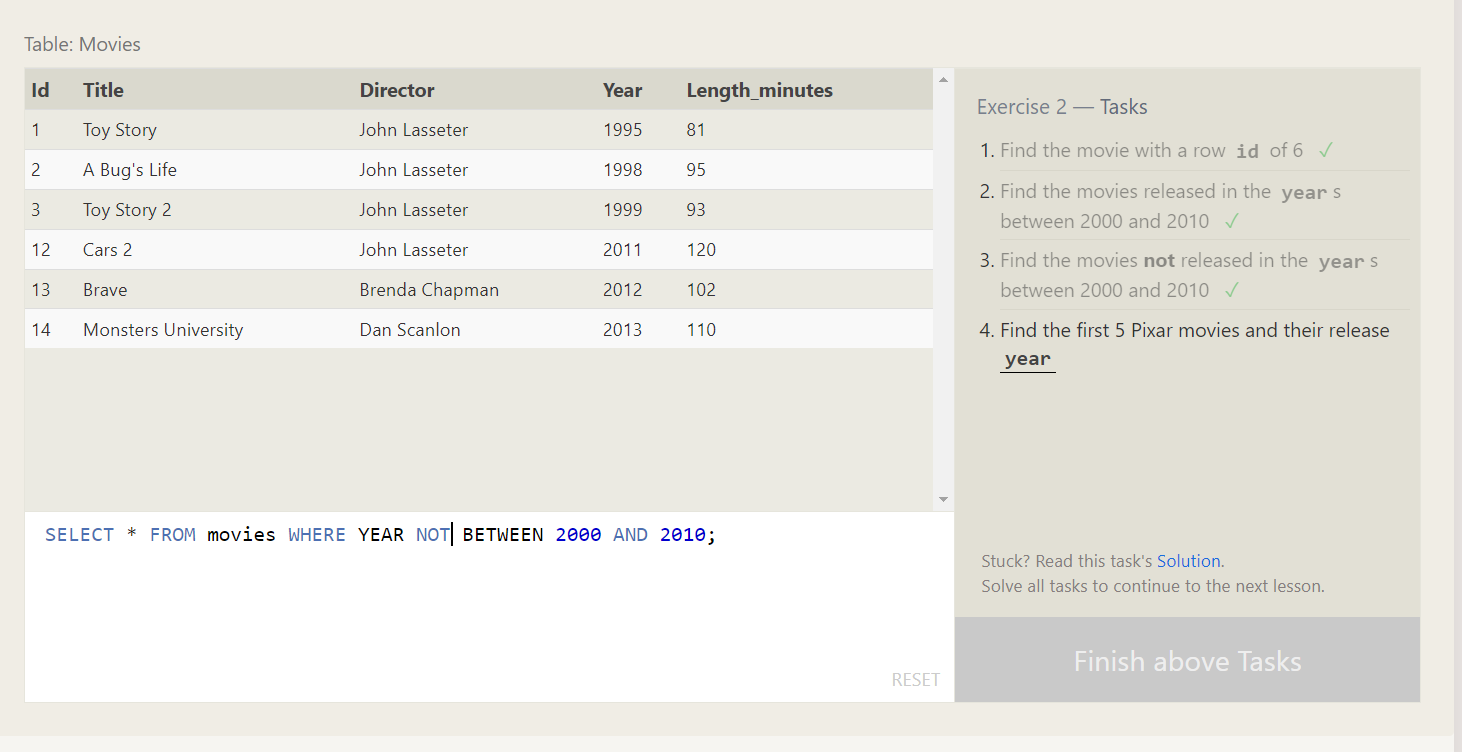 Table: Movies
Id Title Director Year Length_minutes
1 Toy Story John Lasseter 1995 81
2 A Bug's Life John Lasseter 1998 95
3 Toy Story 2 John Lasseter 1999 93
12 Cars 2 John Lasseter 2011 120
13 Brave Brenda Chapman 2012 102
14 Monsters University Dan Scanlon 2013 110
SELECT * FROM movies WHERE YEAR NOT BETWEEN 2000 AND 2010;
RESET
Exercise 2 — Tasks
1. Find the movie with a row id of 6 ✓
2. Find the movies released in the year s
between 2000 and 2010 ✓
3. Find the movies not released in the year s
between 2000 and 2010 ✓
4. Find the first 5 Pixar movies and their release
year
Stuck? Read this task's Solution.
Solve all tasks to continue to the next lesson.
Finish above Tasks